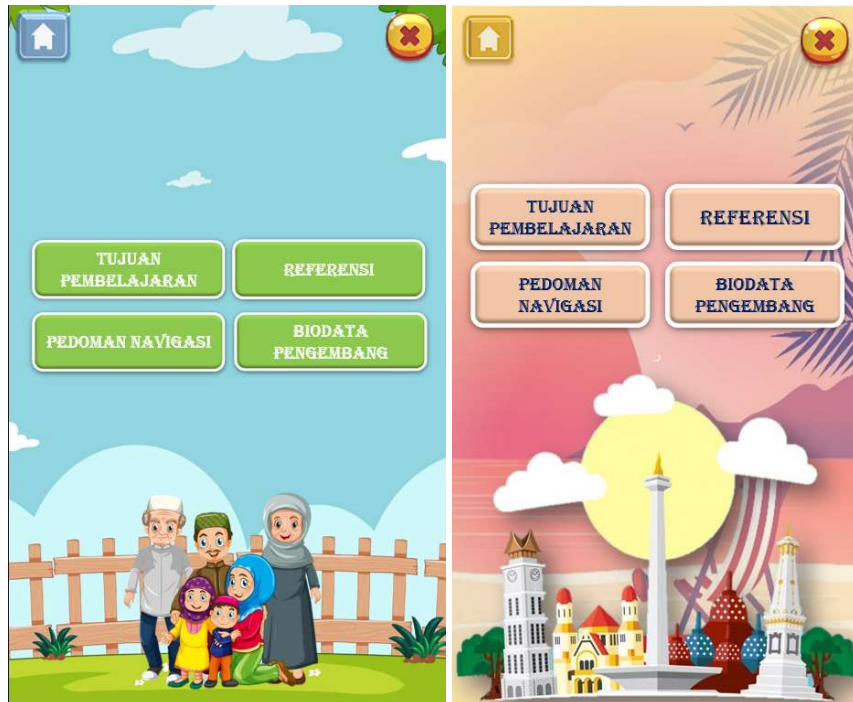 TUJUAN
PEMBELAJARAN
REFERENSI
PEDOMAN NAVIGASI
BIODATA
PENGEMBANG
TUJUAN
PEMBELAJARAN
REFERENSI
PEDOMAN
NAVIGASI
BIODATA
PENGEMBANG